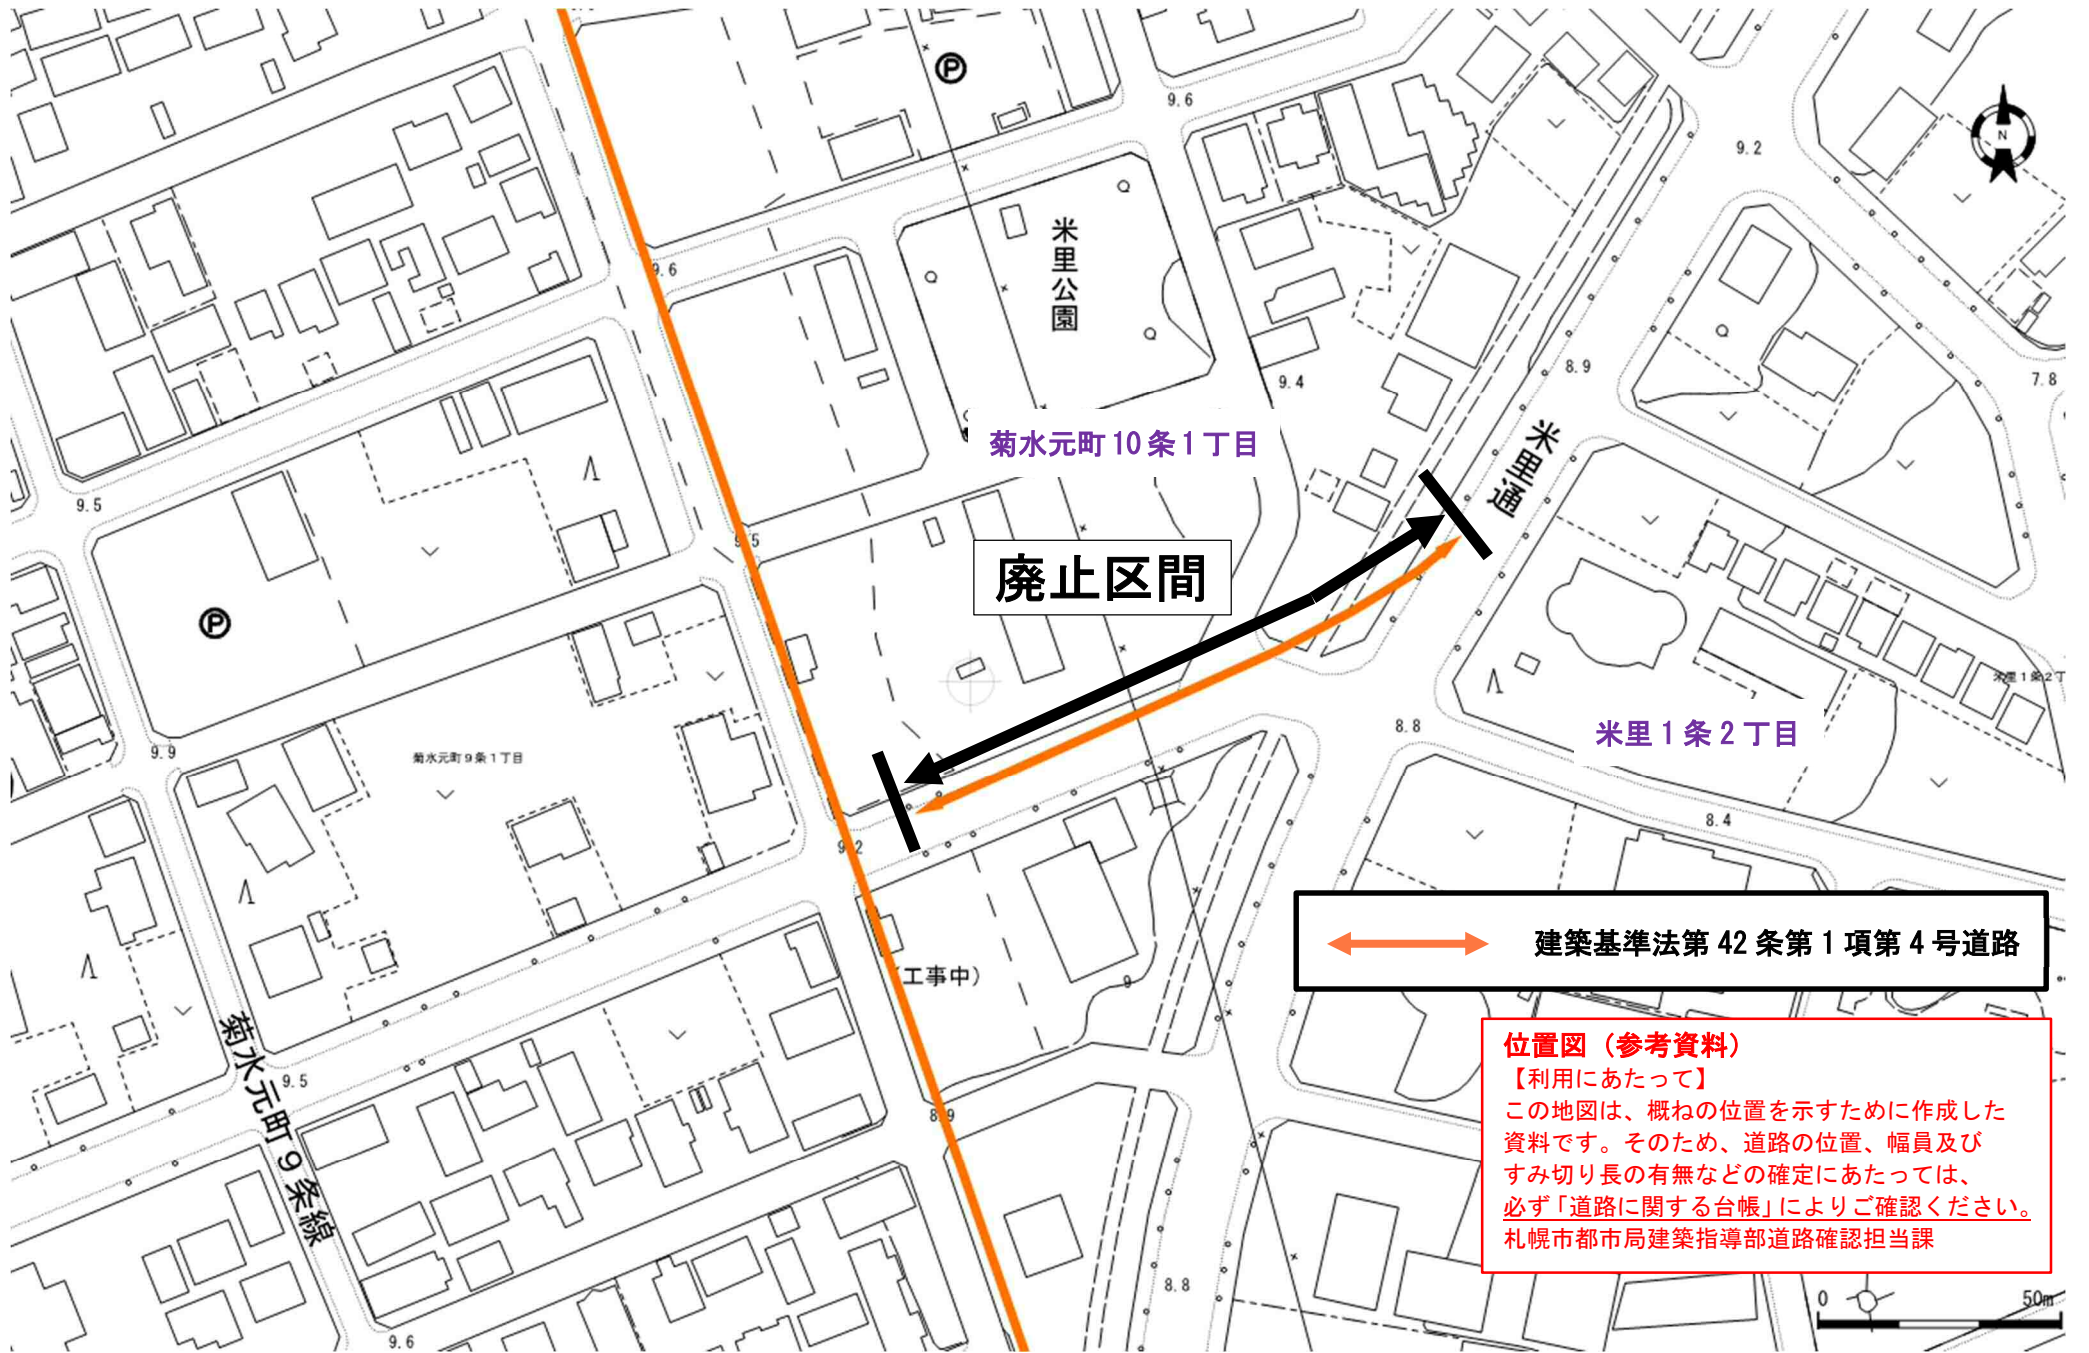 9.6
Ⓟ
9.2
N
米里公園
9.6
8.9
9.4
7.8
菊水元町10条1丁目
米里通
9.5
9.5
廃止区間
Ⓟ
米里1条2丁
米里1条2丁目
8.8
9.9
菊水元町9条1丁目
8.4
9.2
建築基準法第42条第1項第4号道路
(工事中)
9
菊水元町9条線
9.5
8.9
位置図（参考資料）
【利用にあたって】
この地図は、概ねの位置を示すために作成した
資料です。そのため、道路の位置、幅員及び
すみ切り長の有無などの確定にあたっては、
必ず「道路に関する台帳」によりご確認ください。
札幌市都市局建築指導部道路確認担当課
8.8
0 50m
9.6